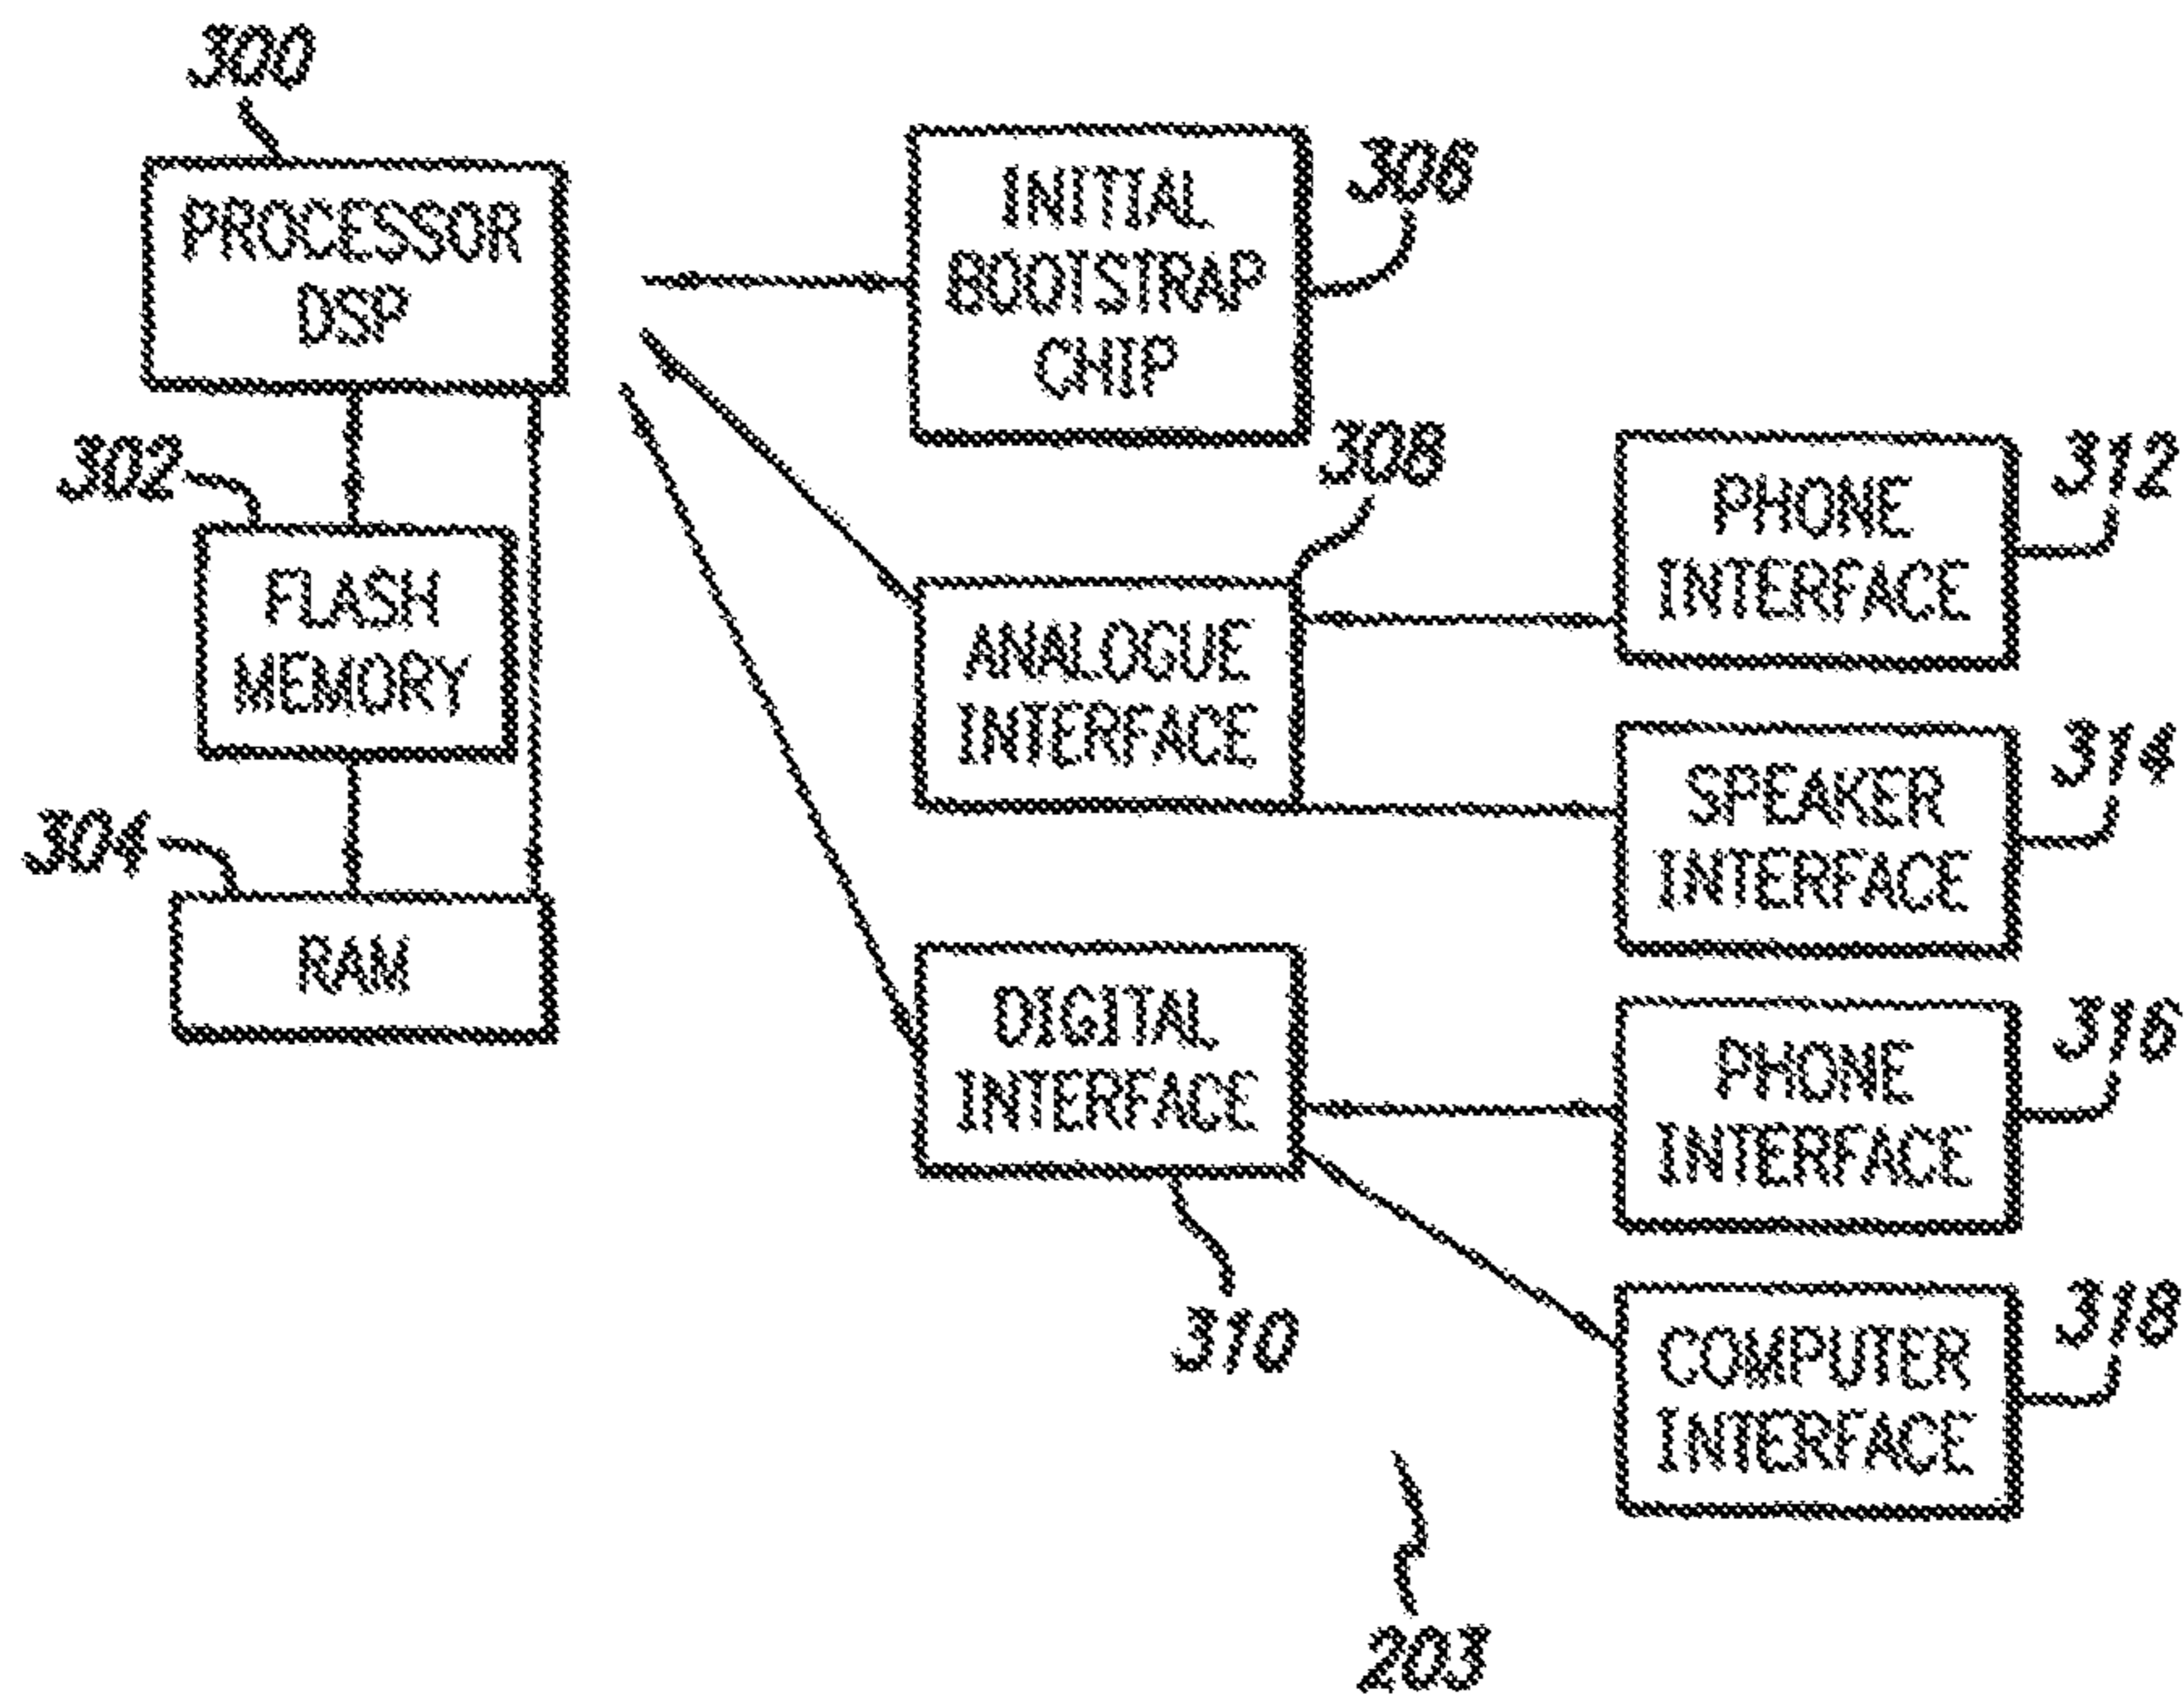 300
PROCESSOR
DSP
302
FLASH
MEMORY
304
RAM
INITIAL
BOOTSTRAP
CHIP
306
308
ANALOGUE
INTERFACE
DIGITAL
INTERFACE
310
PHONE
INTERFACE
312
SPEAKER
INTERFACE
314
PHONE
INTERFACE
316
COMPUTER
INTERFACE
318
203